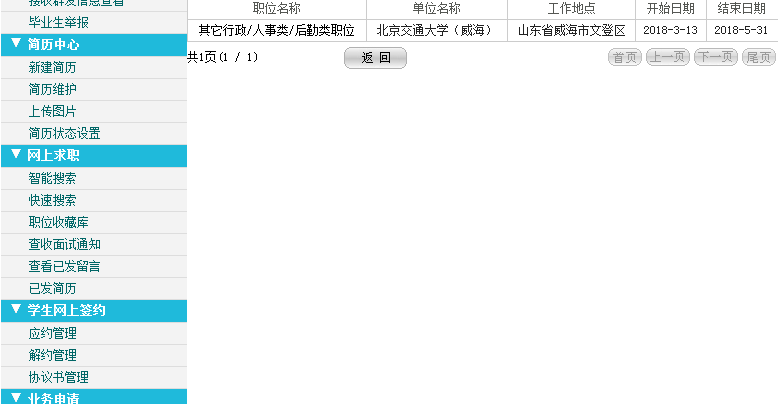 接收群发信息查看
毕业生举报
▼ 简历中心
新建简历
简历维护
上传图片
简历状态设置
▼ 网上求职
智能搜索
快速搜索
职位收藏库
查收面试通知
查看已发留言
已发简历
▼ 学生网上签约
应约管理
解约管理
协议书管理
▼ 业务申请
职位名称 单位名称 工作地点 开始日期 结束日期
其它行政/人事类/后勤类职位 北京交通大学（威海） 山东省威海市文登区 2018-3-13 2018-5-31
共1页(1 / 1) 返 回 首页 上一页 下一页 尾页